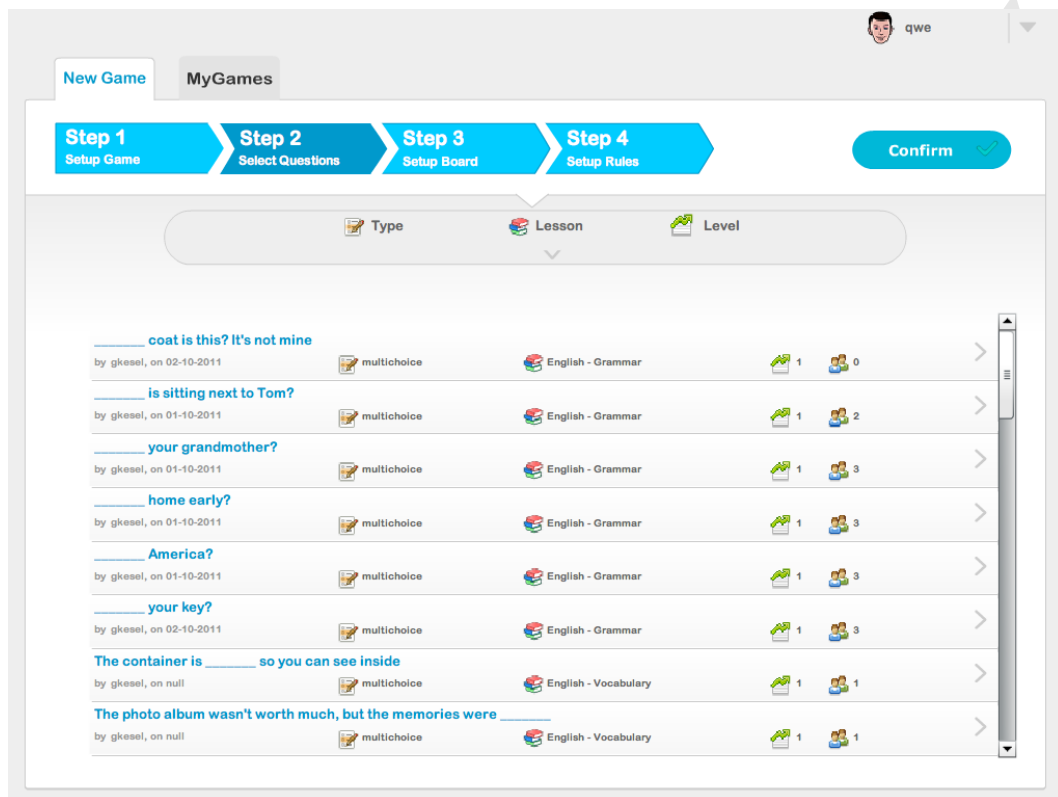 qwe
New Game MyGames
Step 1 Step 2 Step 3 Step 4
Setup Game Select Questions Setup Board Setup Rules
Confirm
Type Lesson Level
_______ coat is this? It's not mine
by gkesel, on 02-10-2011 multichoice English - Grammar 1 0
_______ is sitting next to Tom?
by gkesel, on 01-10-2011 multichoice English - Grammar 1 2
_______ your grandmother?
by gkesel, on 01-10-2011 multichoice English - Grammar 1 3
_______ home early?
by gkesel, on 01-10-2011 multichoice English - Grammar 1 3
_______ America?
by gkesel, on 01-10-2011 multichoice English - Grammar 1 3
_______ your key?
by gkesel, on 02-10-2011 multichoice English - Grammar 1 3
The container is _______ so you can see inside
by gkesel, on null multichoice English - Vocabulary 1 1
The photo album wasn't worth much, but the memories were _______
by gkesel, on null multichoice English - Vocabulary 1 1